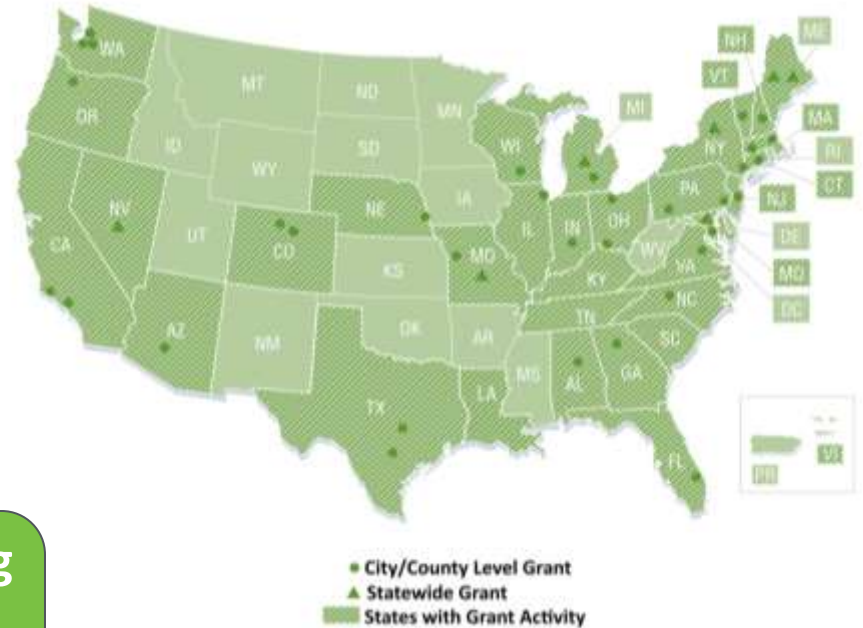 NH
ME
WA
VT
MT
ND
MN
OR
MI
MA
ID
SD
WI
NY
RI
WY
CT
IA
PA
NV
NE
NJ
IL
IN
OH
DE
CA
UT
CO
WV
KS
MO
VA
MD
KY
DC
NC
AZ
OK
TN
NM
AR
SC
MS
AL
GA
TX
LA
FL
VI
PR
g
City/County Level Grant
Statewide Grant
States with Grant Activity